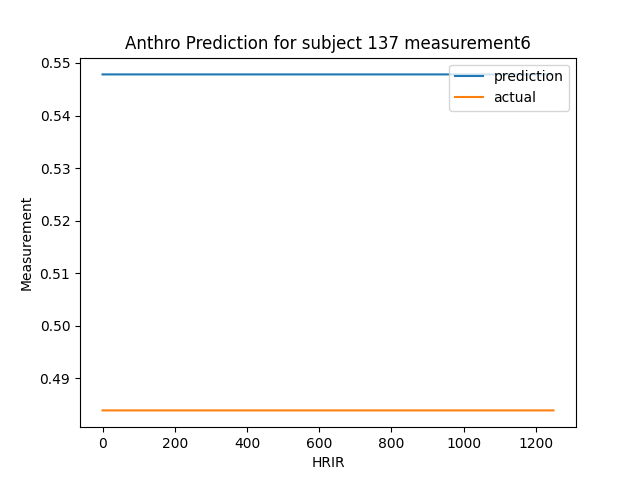 Anthro Prediction for subject 137 measurement6
0.55
0.54
0.53
0.52
0.51
0.50
0.49
Measurement
prediction
actual
0 200 400 600 800 1000 1200
HRIR